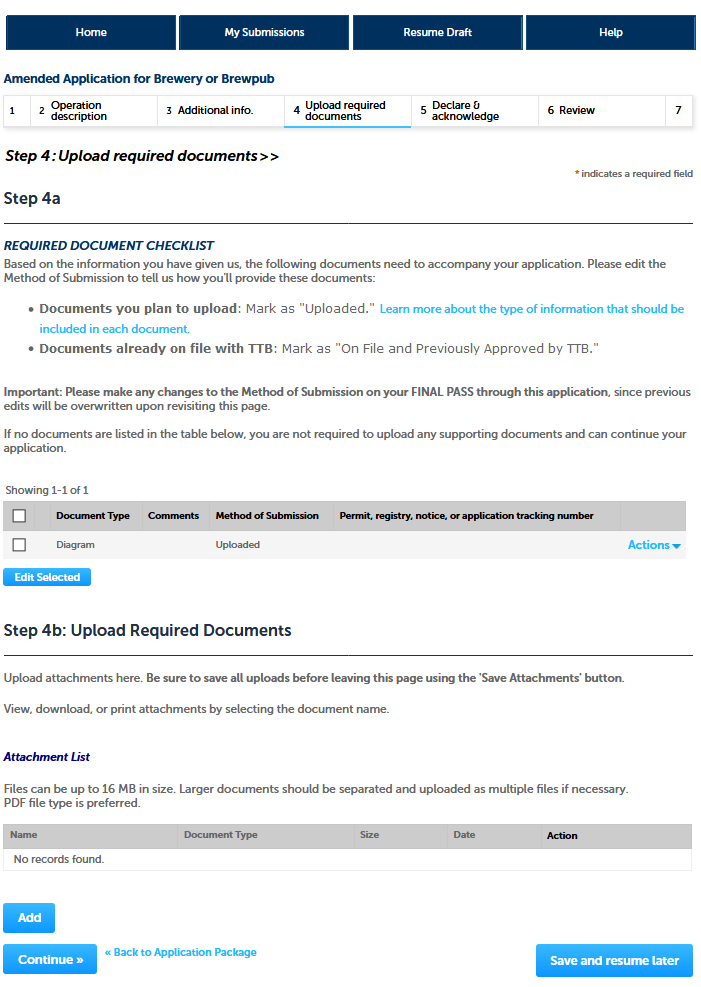 Home My Submissions Resume Draft Help
Amended Application for Brewery or Brewpub
1 2 Operation description 3 Additional info. 4 Upload required documents 5 Declare & acknowledge 6 Review 7
Step 4: Upload required documents>>
* indicates a required field
Step 4a
REQUIRED DOCUMENT CHECKLIST
Based on the information you have given us, the following documents need to accompany your application. Please edit the
Method of Submission to tell us how you'll provide these documents:
• Documents you plan to upload: Mark as "Uploaded." Learn more about the type of information that should be
included in each document.
• Documents already on file with TTB: Mark as "On File and Previously Approved by TTB."
Important: Please make any changes to the Method of Submission on your FINAL PASS through this application, since previous
edits will be overwritten upon revisiting this page.
If no documents are listed in the table below, you are not required to upload any supporting documents and can continue your
application.
Showing 1-1 of 1
Document Type Comments Method of Submission Permit, registry, notice, or application tracking number
Diagram Uploaded Actions
Edit Selected
Step 4b: Upload Required Documents
Upload attachments here. Be sure to save all uploads before leaving this page using the 'Save Attachments' button.
View, download, or print attachments by selecting the document name.
Attachment List
Files can be up to 16 MB in size. Larger documents should be separated and uploaded as multiple files if necessary.
PDF file type is preferred.
Name Document Type Size Date Action
No records found.
Add
Continue » « Back to Application Package Save and resume later